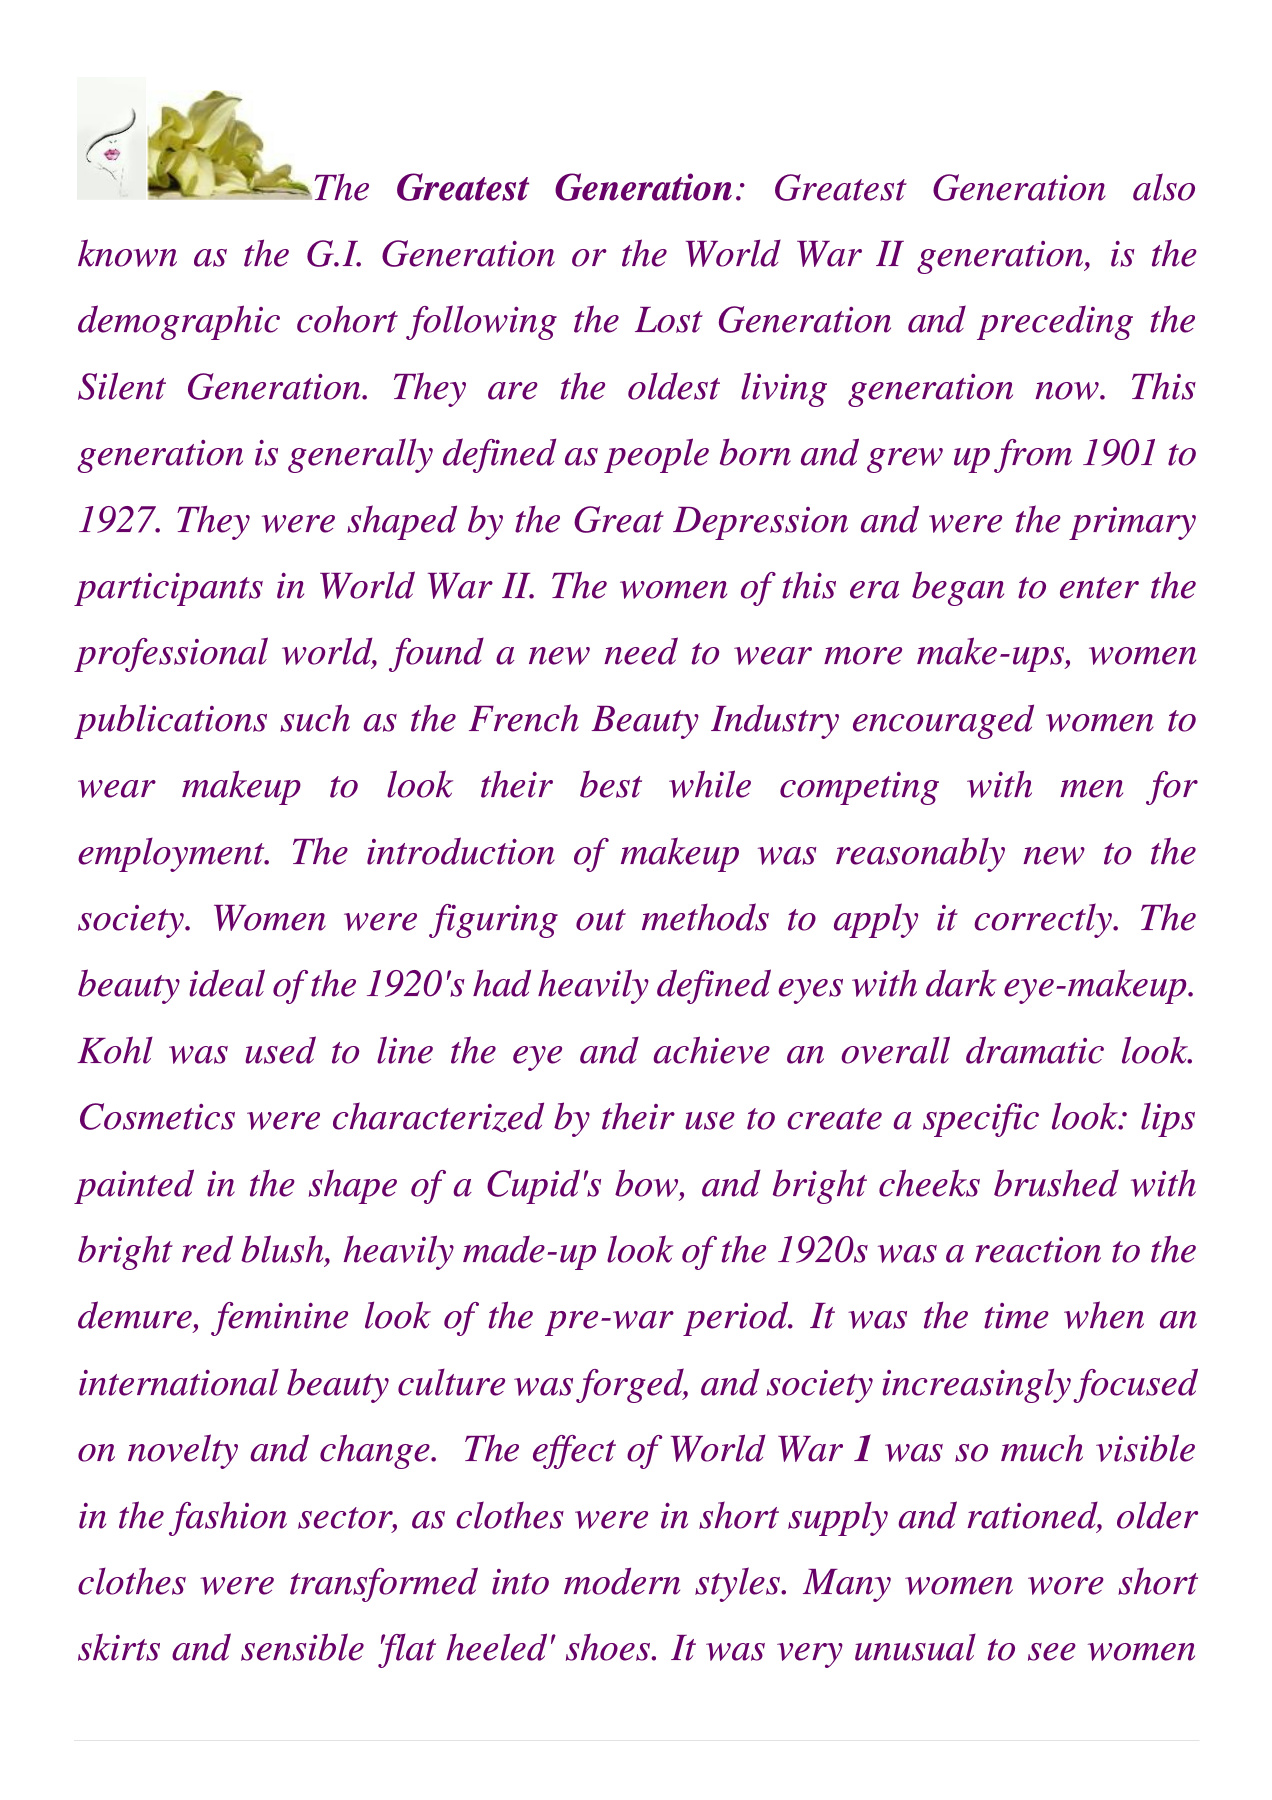 The Greatest Generation: Greatest Generation also
known as the G.I. Generation or the World War II generation, is the
demographic cohort following the Lost Generation and preceding the
Silent Generation. They are the oldest living generation now. This
generation is generally defined as people born and grew up from 1901 to
1927. They were shaped by the Great Depression and were the primary
participants in World War II. The women of this era began to enter the
professional world, found a new need to wear more make-ups, women
publications such as the French Beauty Industry encouraged women to
wear makeup to look their best while competing with men for
employment. The introduction of makeup was reasonably new to the
society. Women were figuring out methods to apply it correctly. The
beauty ideal of the 1920's had heavily defined eyes with dark eye-makeup.
Kohl was used to line the eye and achieve an overall dramatic look.
Cosmetics were characterized by their use to create a specific look: lips
painted in the shape of a Cupid's bow, and bright cheeks brushed with
bright red blush, heavily made-up look of the 1920s was a reaction to the
demure, feminine look of the pre-war period. It was the time when an
international beauty culture was forged, and society increasingly focused
on novelty and change. The effect of World War 1 was so much visible
in the fashion sector, as clothes were in short supply and rationed, older
clothes were transformed into modern styles. Many women wore short
skirts and sensible 'flat heeled' shoes. It was very unusual to see women